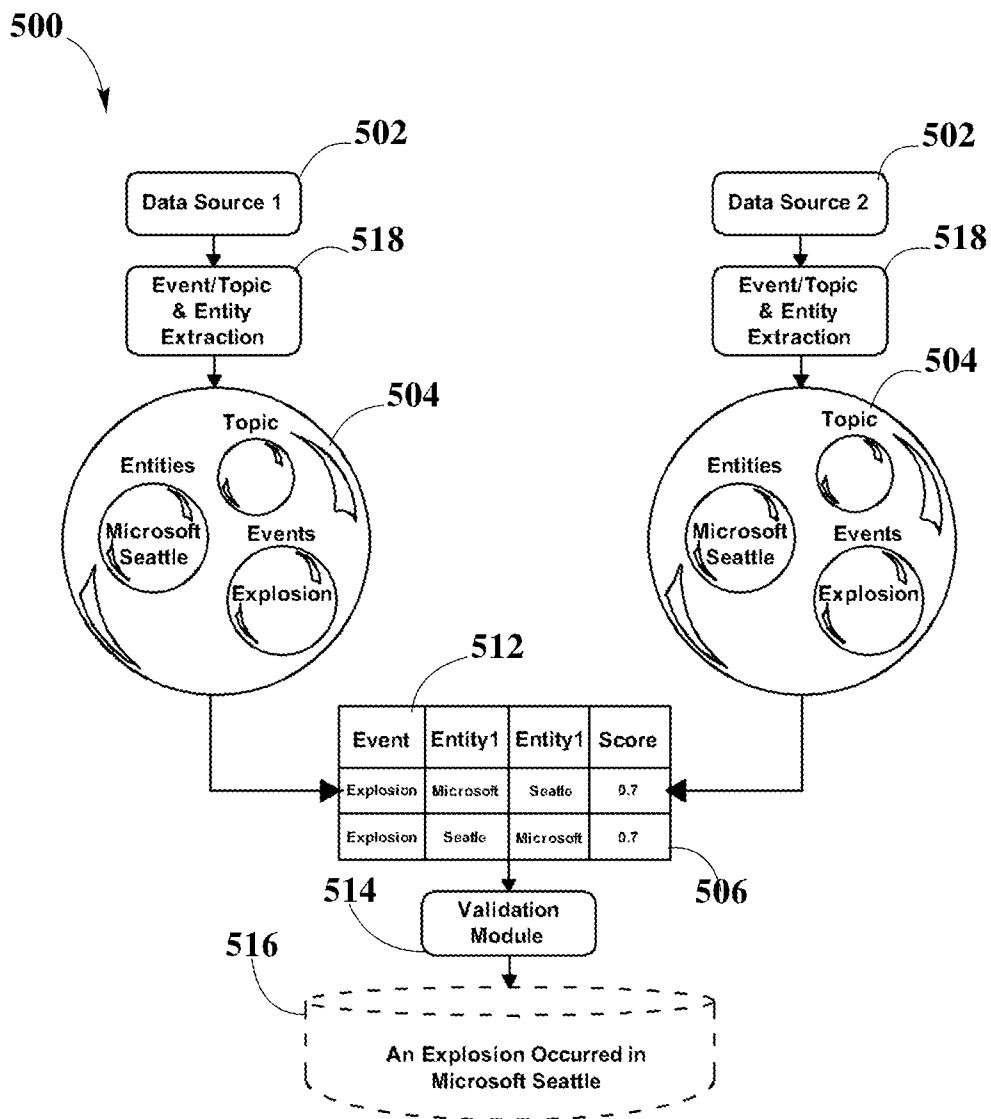 500
502
502
Data Source 1
Data Source 2
518
518
Event/Topic
& Entity
Extraction
Event/Topic
& Entity
Extraction
504
504
Topic
Entities
Microsoft
Seattle
Events
Explosion
Topic
Entities
Microsoft
Seattle
Events
Explosion
512
Event Entity1 Entity1 Score
Explosion Microsoft Seatle 0.7
Explosion Seatle Microsoft 0.7
506
514
Validation
Module
516
An Explosion Occurred in
Microsoft Seattle